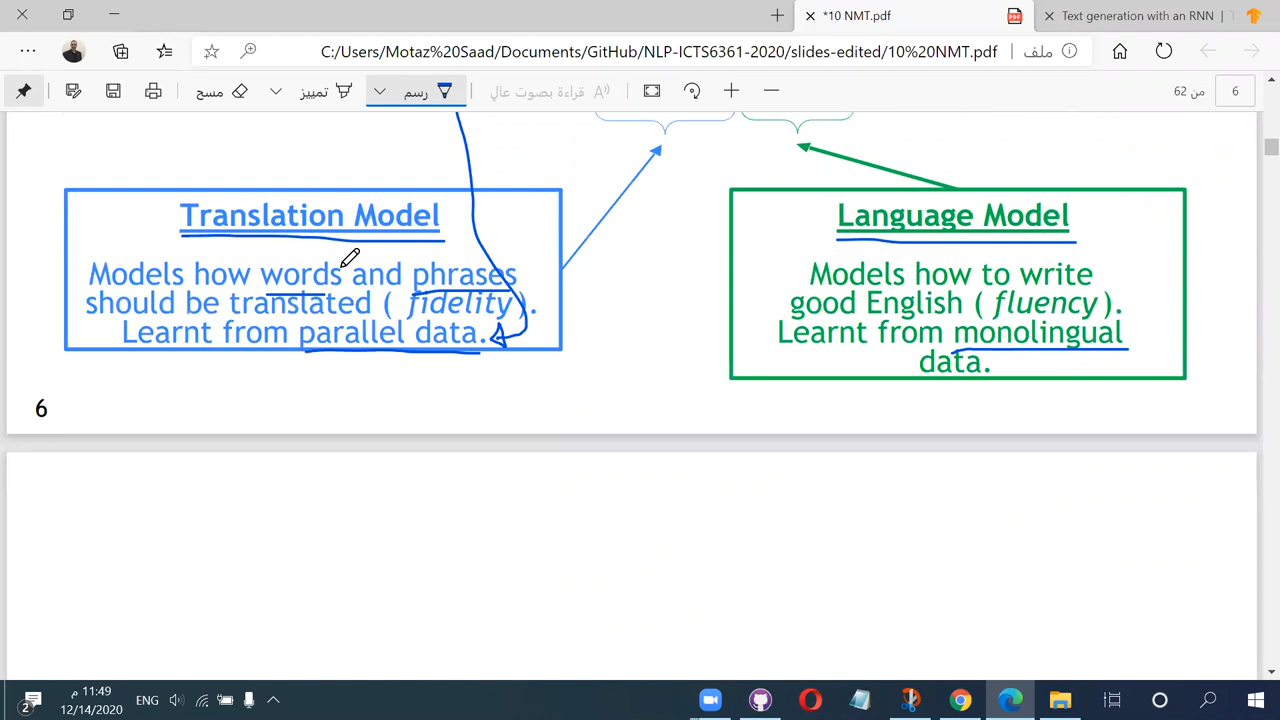 *10 NMT.pdf
Text generation with an RNN |
C:/Users/Motaz%20Saad/Documents/GitHub/NLP-ICTS6361-2020/slides-edited/10%20NMT.pdf
ملف
مسح
تمييز
رسم
قراءة بصوت عالٍ
62 من
6
Translation Model
Models how words and phrases
should be translated ( fidelity ).
Learnt from parallel data.
Language Model
Models how to write
good English ( fluency ).
Learnt from monolingual
data.
6
2
11:49 م
12/14/2020
ENG